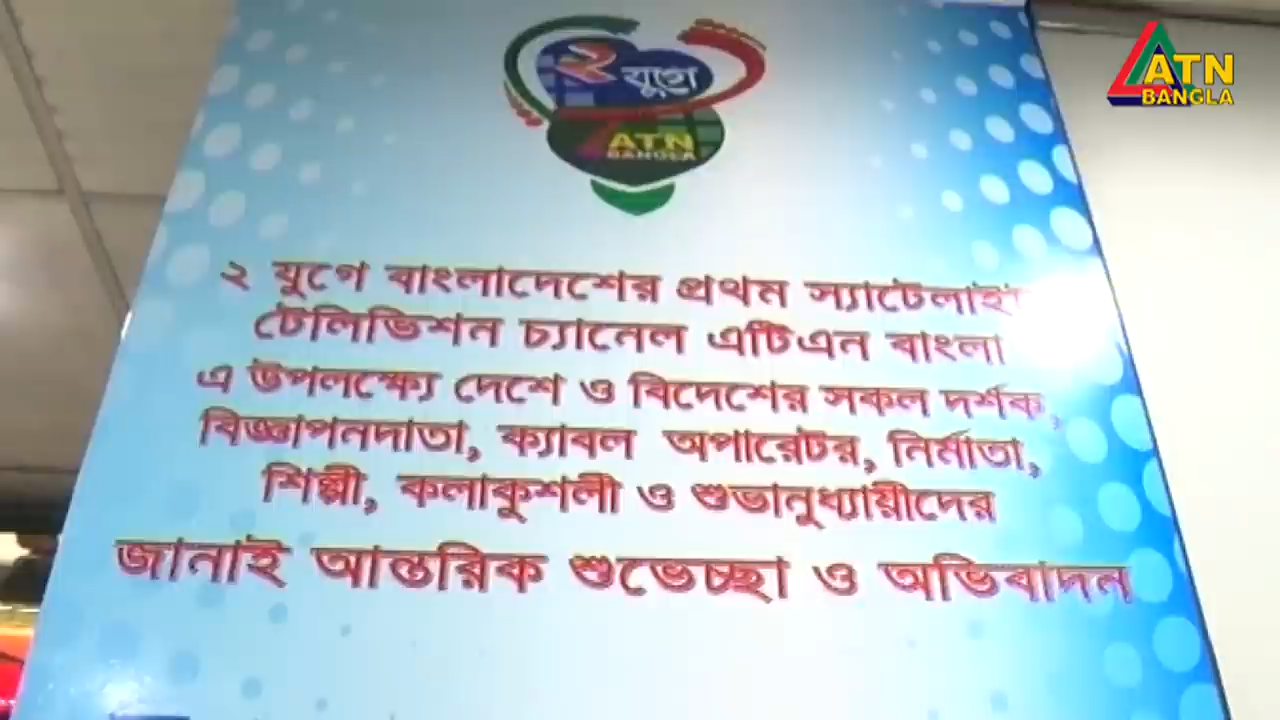 ২ যুগে
ATN
BANGLA
ATN
BANGLA
২ যুগে বাংলাদেশের প্রথম স্যাটেলাইট
টেলিভিশন চ্যানেল এটিএন বাংলা
এ উপলক্ষ্যে দেশে ও বিদেশের সকল দর্শক,
বিজ্ঞাপনদাতা, ক্যাবল অপারেটর, নির্মাতা,
শিল্পী, কলাকুশলী ও শুভানুধ্যায়ীদের
জানাই আন্তরিক শুভেচ্ছা ও অভিবাদন